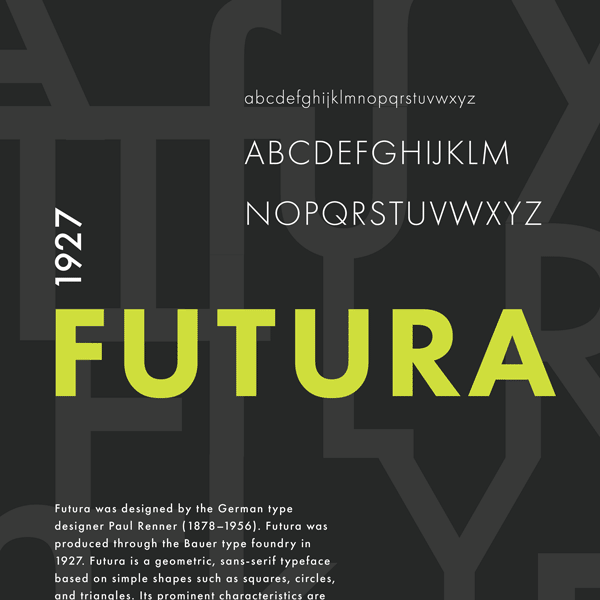 abcdefghijklmnopqrstuvwxyz
ABCDEFGHIJKLM
NOPQRSTUVWXYZ
1927
FUTURA
Futura was designed by the German type
designer Paul Renner (1878–1956). Futura was
produced through the Bauer type foundry in
1927. Futura is a geometric, sans-serif typeface
based on simple shapes such as squares, circles,
and triangles. Its prominent characteristics are